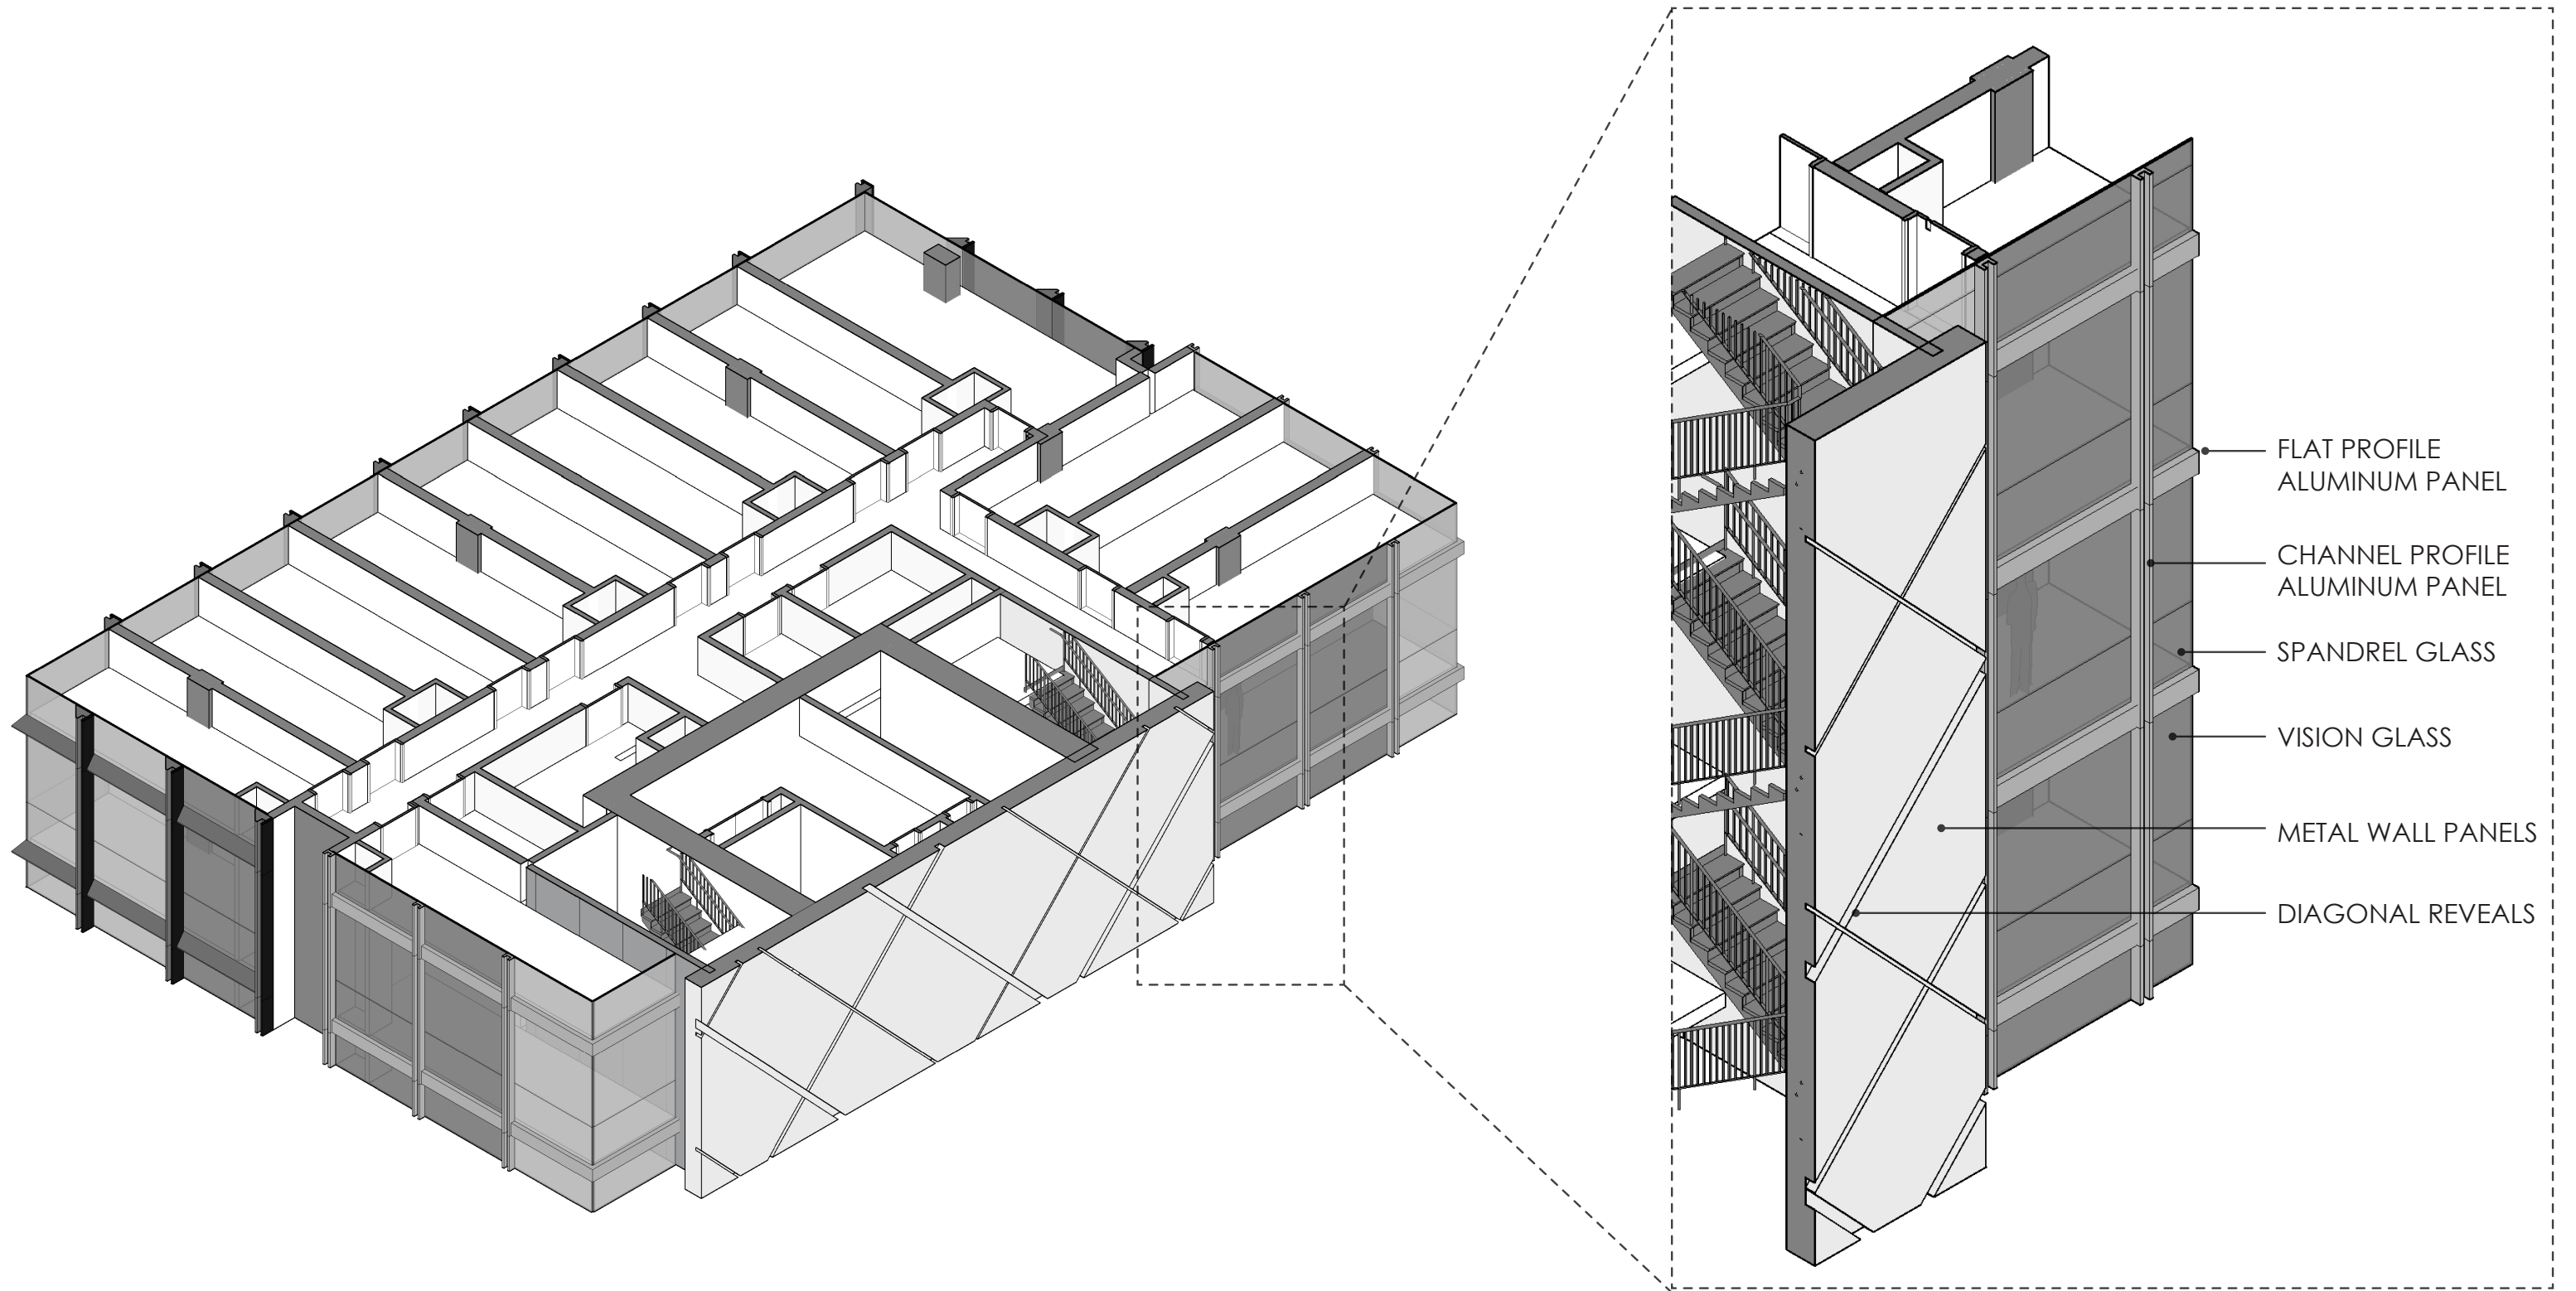 FLAT PROFILE
ALUMINUM PANEL
CHANNEL PROFILE
ALUMINUM PANEL
SPANDREL GLASS
VISION GLASS
METAL WALL PANELS
DIAGONAL REVEALS